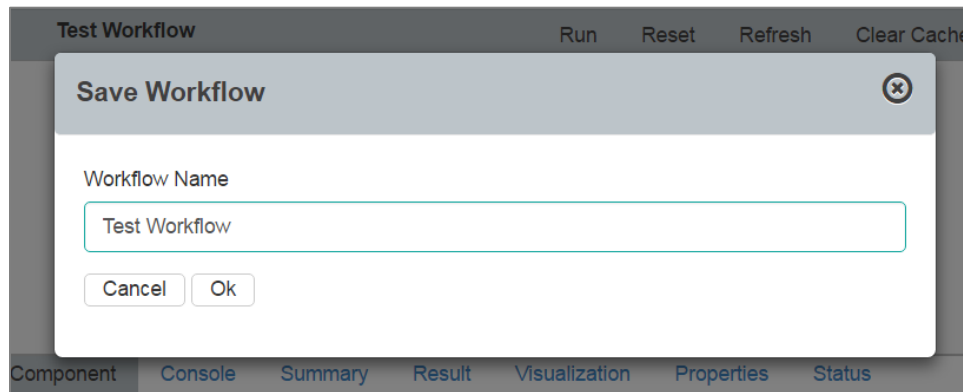 Test Workflow Run Reset Refresh Clear Cache
Save Workflow
Workflow Name
Test Workflow
Cancel Ok
Component Console Summary Result Visualization Properties Status